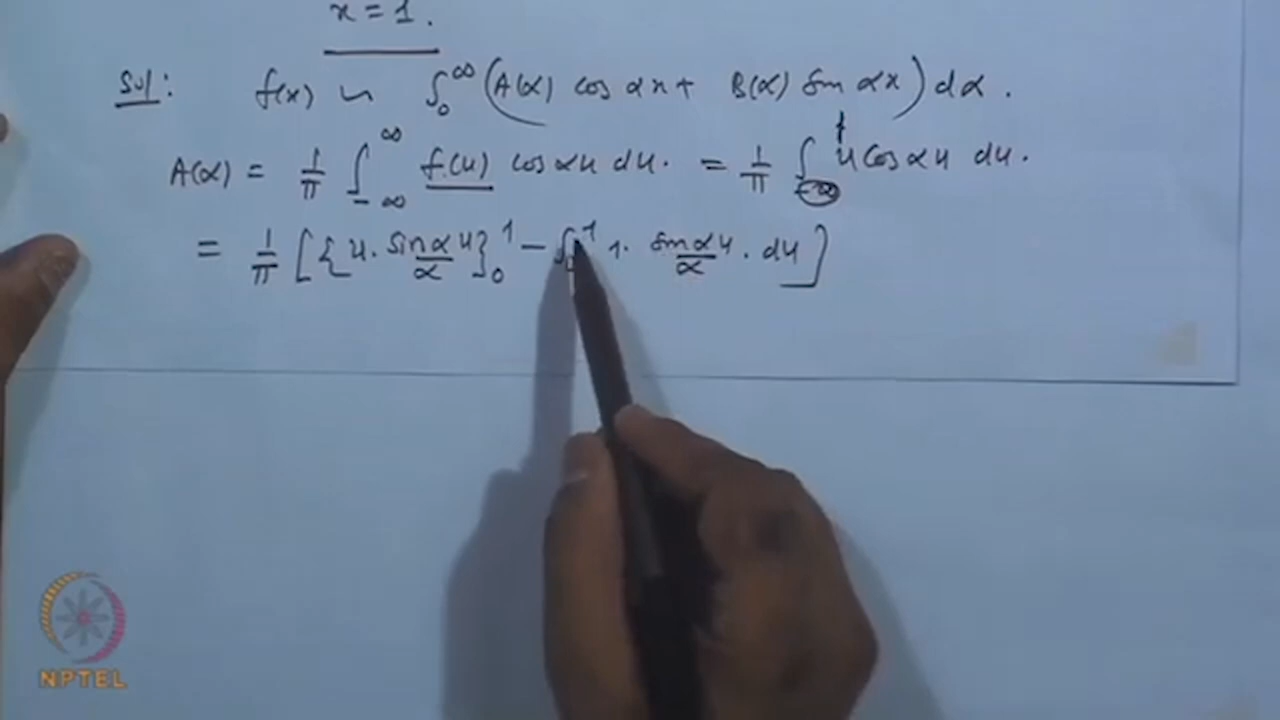 x = 1.
Sol: f(x) ~ ∫₀^∞ (A(α) cos αx + B(α) sin αx) dα.
A(α) = 1/π ∫_{-∞}^{∞} f(u) cos αu du. = 1/π ∫ u cos αu du.
= 1/π [{u. sin αu/α}₀¹ - ∫₀¹ 1. sin αu/α . du]
NPTEL